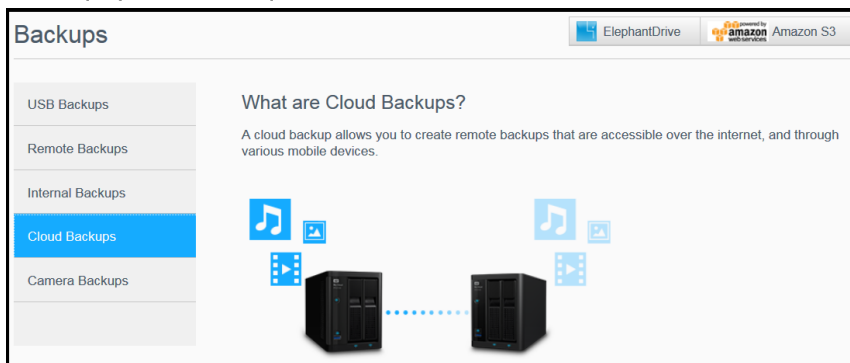 Backups
ElephantDrive
powered by
amazon
webservices
Amazon S3
USB Backups
Remote Backups
Internal Backups
Cloud Backups
Camera Backups
What are Cloud Backups?
A cloud backup allows you to create remote backups that are accessible over the internet, and through
various mobile devices.